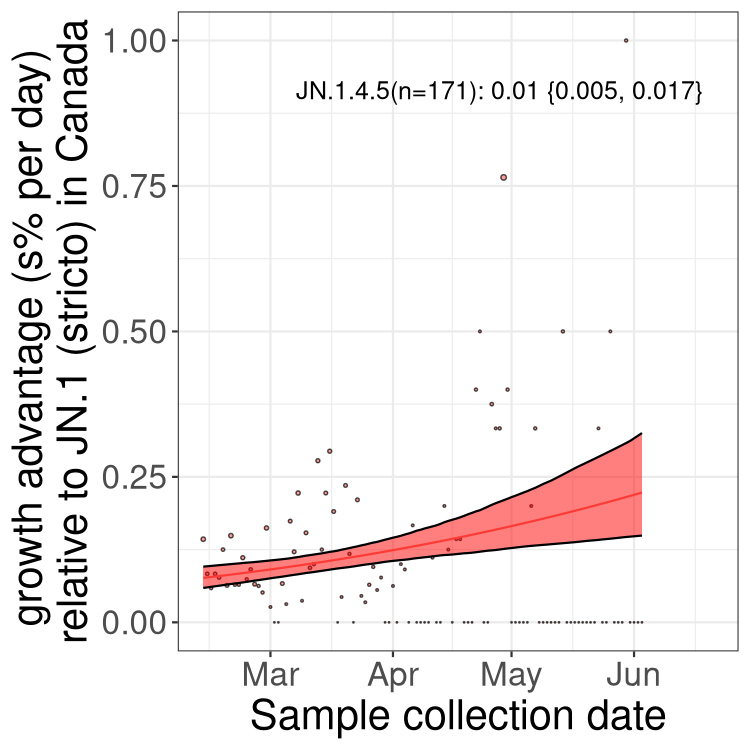 growth advantage (s% per day)
relative to JN.1 (stricto) in Canada
1.00
0.75
0.50
0.25
0.00
JN.1.4.5(n=171): 0.01 {0.005, 0.017}
Mar Apr May Jun
Sample collection date